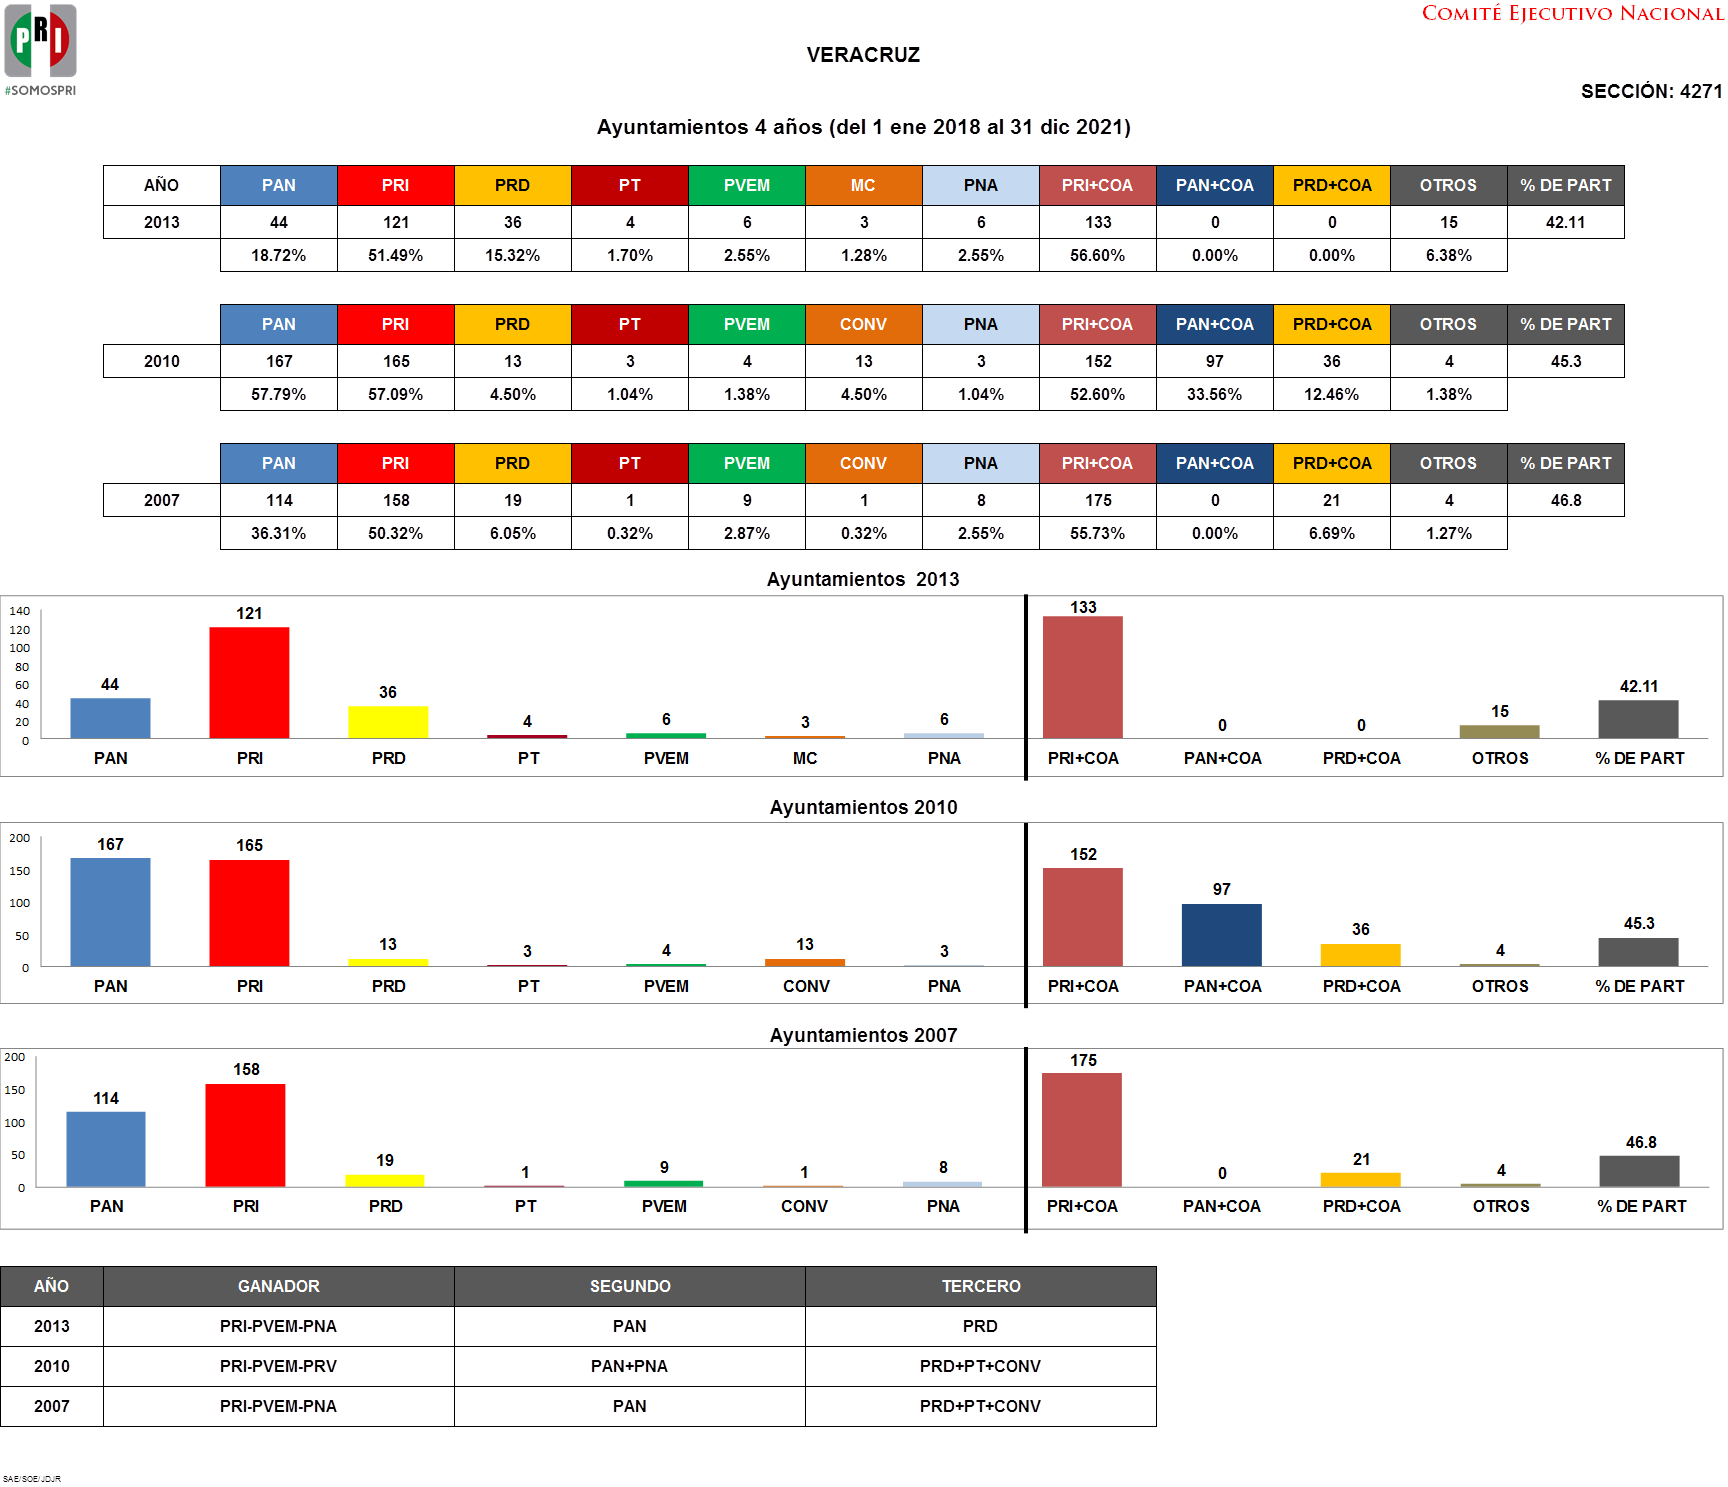 PRI
#SOMOSPRI
COMITÉ EJECUTIVO NACIONAL
VERACRUZ
SECCIÓN: 4271
Ayuntamientos 4 años (del 1 ene 2018 al 31 dic 2021)
AÑO PAN PRI PRD PT PVEM MC PNA PRI+COA PAN+COA PRD+COA OTROS % DE PART
2013 44 121 36 4 6 3 6 133 0 0 15 42.11
18.72% 51.49% 15.32% 1.70% 2.55% 1.28% 2.55% 56.60% 0.00% 0.00% 6.38%
PAN PRI PRD PT PVEM CONV PNA PRI+COA PAN+COA PRD+COA OTROS % DE PART
2010 167 165 13 3 4 13 3 152 97 36 4 45.3
57.79% 57.09% 4.50% 1.04% 1.38% 4.50% 1.04% 52.60% 33.56% 12.46% 1.38%
PAN PRI PRD PT PVEM CONV PNA PRI+COA PAN+COA PRD+COA OTROS % DE PART
2007 114 158 19 1 9 1 8 175 0 21 4 46.8
36.31% 50.32% 6.05% 0.32% 2.87% 0.32% 2.55% 55.73% 0.00% 6.69% 1.27%
Ayuntamientos 2013
140
120
100
80
60
40
20
0
44 121 36 4 6 3 6 133 0 0 15 42.11
PAN PRI PRD PT PVEM MC PNA PRI+COA PAN+COA PRD+COA OTROS % DE PART
Ayuntamientos 2010
200
150
100
50
0
167 165 13 3 4 13 3 152 97 36 4 45.3
PAN PRI PRD PT PVEM CONV PNA PRI+COA PAN+COA PRD+COA OTROS % DE PART
Ayuntamientos 2007
200
150
100
50
0
114 158 19 1 9 1 8 175 0 21 4 46.8
PAN PRI PRD PT PVEM CONV PNA PRI+COA PAN+COA PRD+COA OTROS % DE PART
AÑO GANADOR SEGUNDO TERCERO
2013 PRI-PVEM-PNA PAN PRD
2010 PRI-PVEM-PRV PAN+PNA PRD+PT+CONV
2007 PRI-PVEM-PNA PAN PRD+PT+CONV
SAE/SOE/JDJR